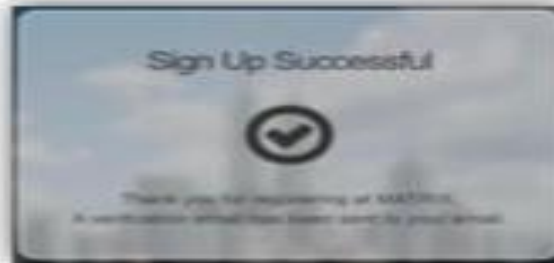 Sign Up Successful
Thank you for registering at
A verification email has been sent to your email